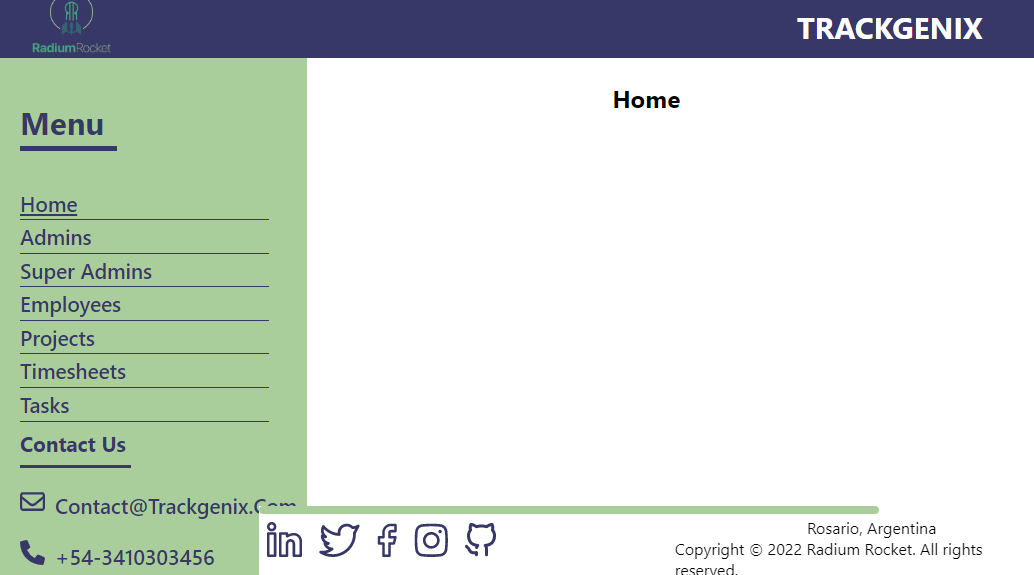 RadiumRocket
TRACKGENIX
Home
Menu
Home
Admins
Super Admins
Employees
Projects
Timesheets
Tasks
Contact Us
Contact@Trackgenix.Com
+54-3410303456
Rosario, Argentina
Copyright © 2022 Radium Rocket. All rights
reserved.